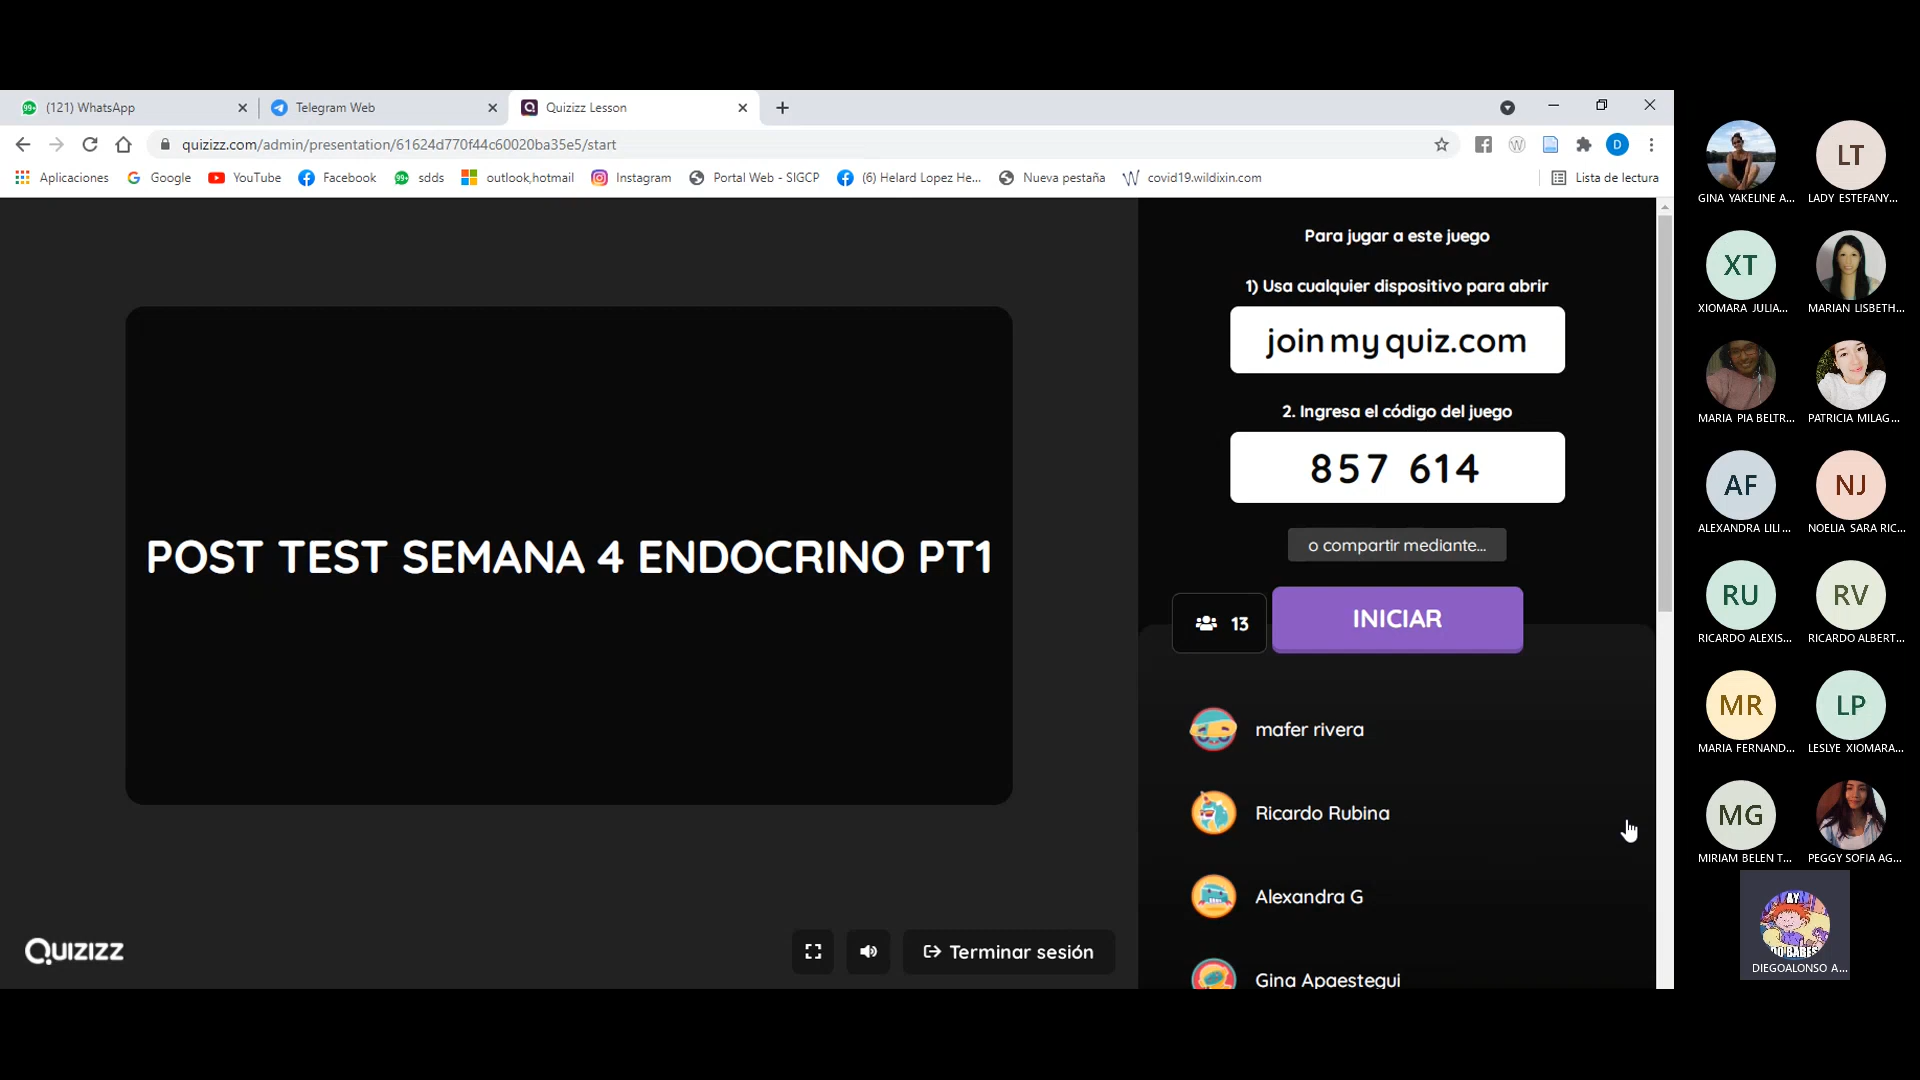 (121) WhatsApp
Telegram Web
Quizizz Lesson
quizizz.com/admin/presentation/61624d770f44c60020ba35e5/start
Aplicaciones
Google
YouTube
Facebook
sdds
outlook,hotmail
Instagram
Portal Web - SIGCP
(6) Helard Lopez He...
Nueva pestaña
covid19.wildixin.com
Lista de lectura
POST TEST SEMANA 4 ENDOCRINO PT1
QUIZIZZ
Terminar sesión
Para jugar a este juego
1) Usa cualquier dispositivo para abrir
joinmyquiz.com
2. Ingresa el código del juego
857 614
o compartir mediante...
13
INICIAR
mafer rivera
Ricardo Rubina
Alexandra G
Gina Apaestegui
GINA YAKELINE A...
LT
LADY ESTEFANY...
XT
XIOMARA JULIA...
MARIAN LISBETH...
MARIA PIA BELTR...
PATRICIA MILAG...
AF
ALEXANDRA LILI...
NJ
NOELIA SARA RIC...
RU
RICARDO ALEXIS...
RV
RICARDO ALBERT...
MR
MARIA FERNAND...
LP
LESLYE XIOMARA...
MG
MIRIAM BELEN T...
PEGGY SOFIA AG...
DIEGOALONSO A...